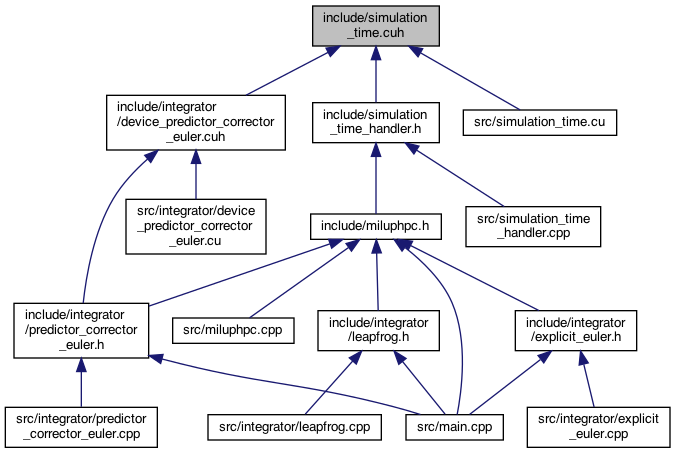 include/simulation
_time.cuh
include/integrator
/device_predictor_corrector
_euler.cuh
include/simulation
_time_handler.h
src/simulation_time.cu
src/integrator/device
_predictor_corrector
_euler.cu
include/miluphpc.h
src/simulation_time
_handler.cpp
include/integrator
/predictor_corrector
_euler.h
src/miluphpc.cpp
include/integrator
/leapfrog.h
include/integrator
/explicit_euler.h
src/integrator/predictor
_corrector_euler.cpp
src/integrator/leapfrog.cpp
src/main.cpp
src/integrator/explicit
_euler.cpp